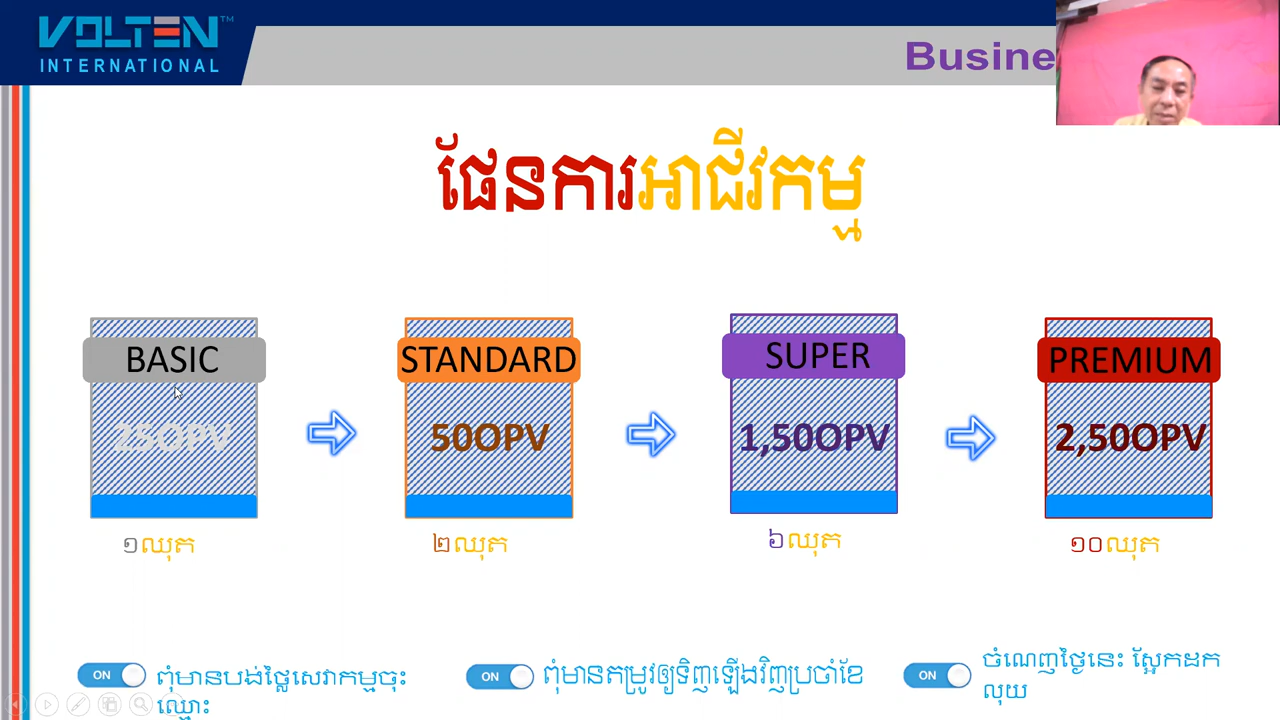 VOLTEN™
INTERNATIONAL
Busine
ផែនការអាជីវកម្ម
BASIC
STANDARD
SUPER
PREMIUM
250PV
500PV
1,500PV
2,500PV
១ឈុត
២ឈុត
៦ឈុត
១០ឈុត
ON
ពុំមានបង់ថ្លៃសេវាកម្មចុះ
ឈ្មោះ
ON
ពុំមានតម្រូវឲ្យទិញឡើងវិញប្រចាំខែ
ON
ចំណេញថ្ងៃនេះ ស្អែកដក
លុយ